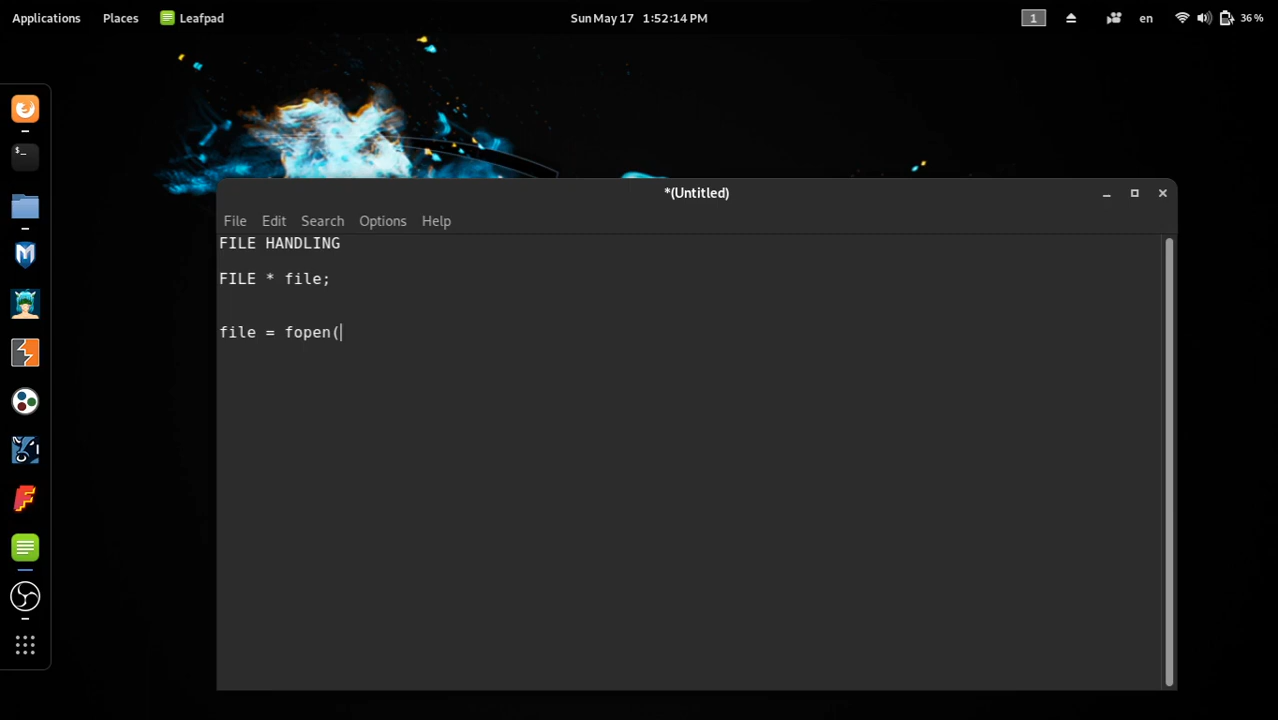 Applications Places Leafpad Sun May 17 1:52:14 PM 1 en 36 %
*(Untitled)
File Edit Search Options Help
FILE HANDLING
FILE * file;
file = fopen(